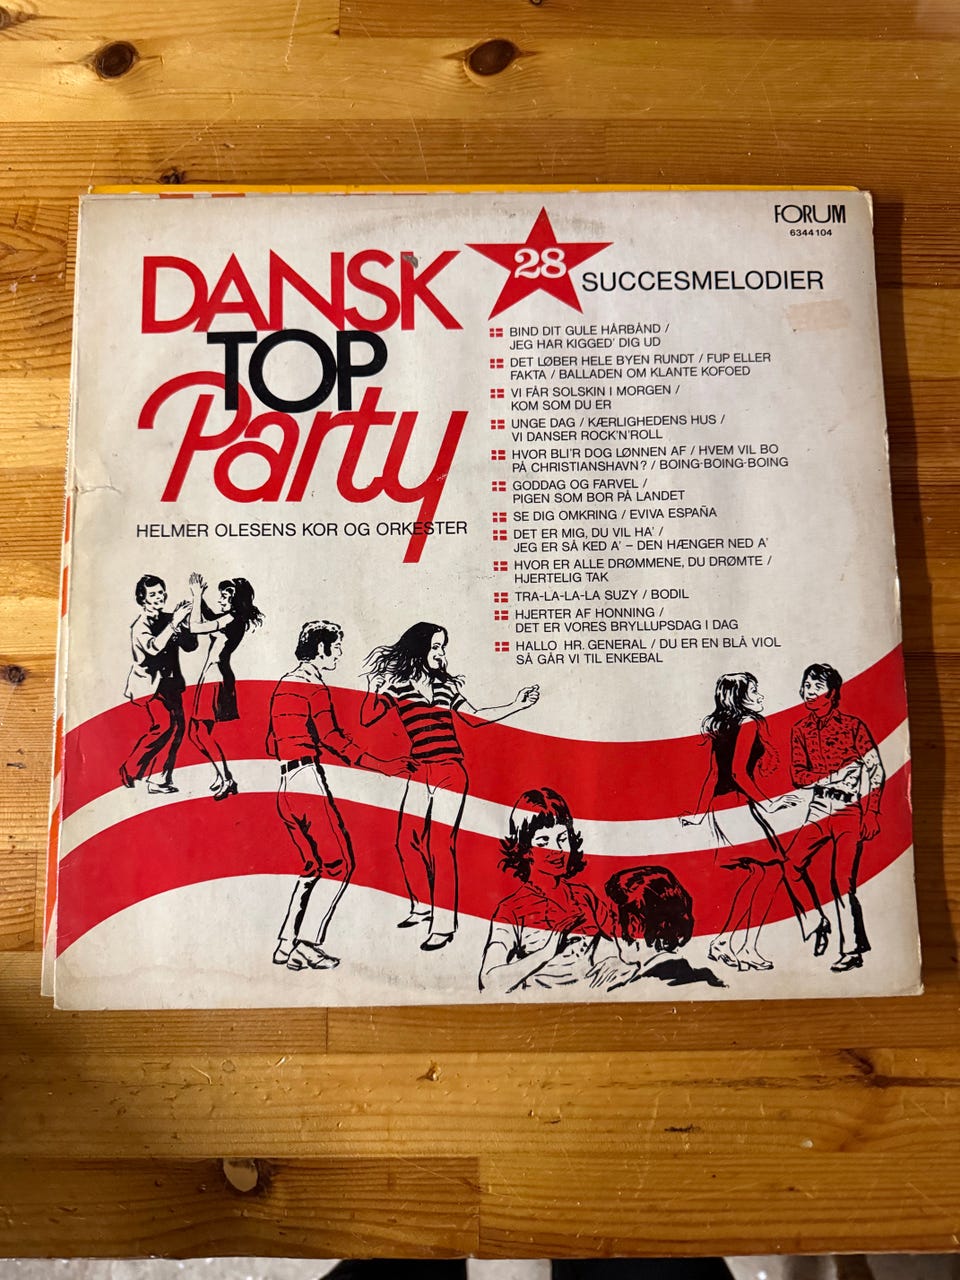 FORUM
6344104
DANSK
TOP
Party
HELMER OLESENS KOR OG ORKESTER
28
SUCCESMELODIER
BIND DIT GULE HÅRBÅND /
JEG HAR KIGGED' DIG UD
DET LØBER HELE BYEN RUNDT / FUP ELLER
FAKTA / BALLADEN OM KLANTE KOFOED
VI FÅR SOLSKIN I MORGEN /
KOM SOM DU ER
UNGE DAG / KÆRLIGHEDENS HUS /
VI DANSER ROCK'N'ROLL
HVOR BLI'R DOG LØNNEN AF / HVEM VIL BO
PÅ CHRISTIANSHAVN? / BOING-BOING-BOING
GODDAG OG FARVEL /
PIGEN SOM BOR PÅ LANDET
SE DIG OMKRING / EVIVA ESPAÑA
DET ER MIG, DU VIL HA' /
JEG ER SÅ KED A' – DEN HÆNGER NED A'
HVOR ER ALLE DRØMMENE, DU DRØMTE /
HJERTELIG TAK
TRA-LA-LA-LA SUZY / BODIL
HJERTER AF HONNING /
DET ER VORES BRYLLUPSDAG I DAG
HALLO HR. GENERAL / DU ER EN BLÅ VIOL
SÅ GÅR VI TIL ENKEBAL